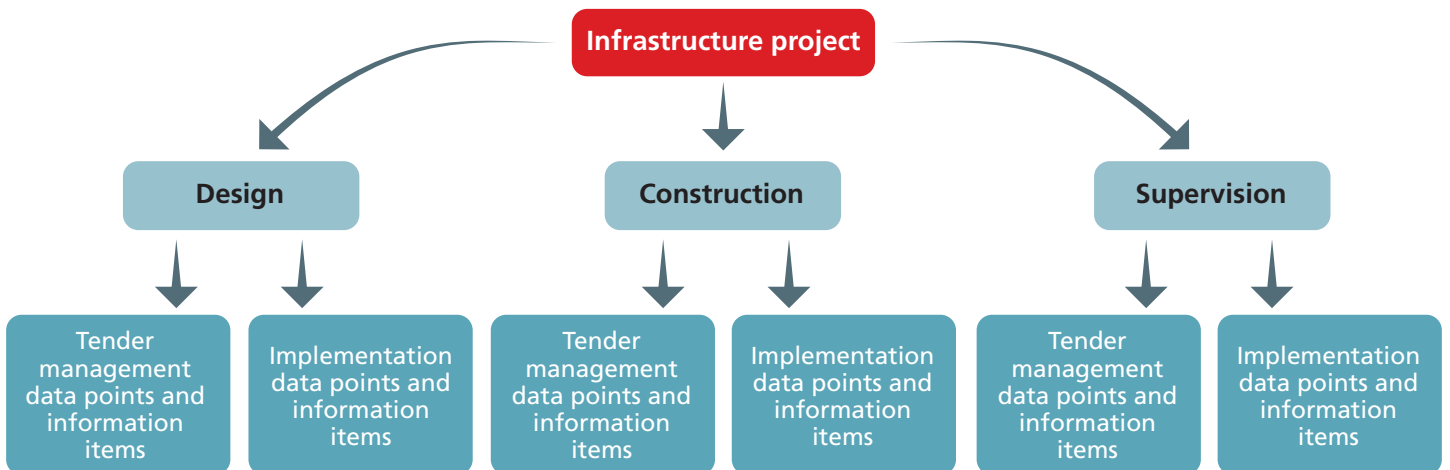 Infrastructure project
Design
Construction
Supervision
Tender
management
data points and
information
items
Implementation
data points and
information
items
Tender
management
data points and
information
items
Implementation
data points and
information
items
Tender
management
data points and
information
items
Implementation
data points and
information
items